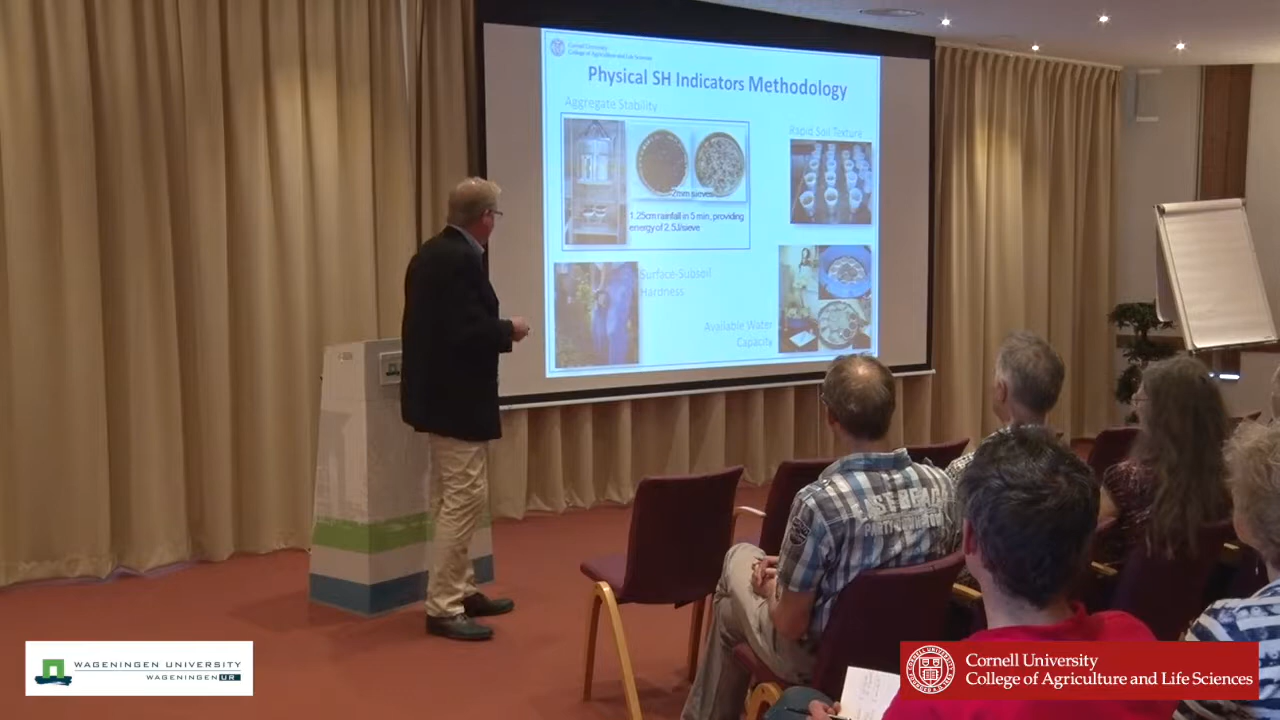 Cornell University
College of Agriculture and Life Sciences
Physical SH Indicators Methodology
Aggregate Stability
Rapid Soil Texture
2mm sieves
1.25cm rainfall in 5 min, providing
energy of 2.5J/sieve
Surface-Subsoil
Hardness
Available Water
Capacity
WAGENINGEN UNIVERSITY
WAGENINGEN UR
Cornell University
College of Agriculture and Life Sciences